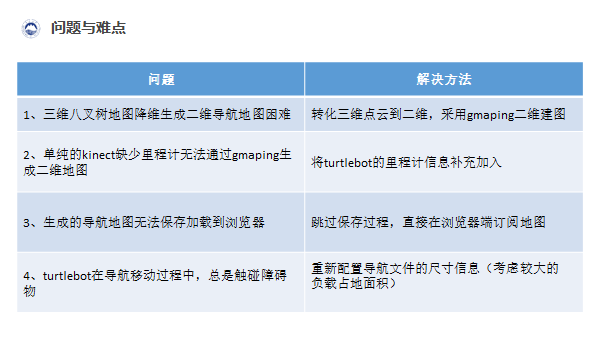 问题与难点
问题
解决方法
1、三维八叉树地图降维生成二维导航地图困难
转化三维点云到二维，采用gmaping二维建图
2、单纯的kinect缺少里程计无法通过gmaping生
成二维地图
将turtlebot的里程计信息补充加入
3、生成的导航地图无法保存加载到浏览器
跳过保存过程，直接在浏览器端订阅地图
4、turtlebot在导航移动过程中，总是触碰障碍
物
重新配置导航文件的尺寸信息（考虑较大的
负载占地面积）